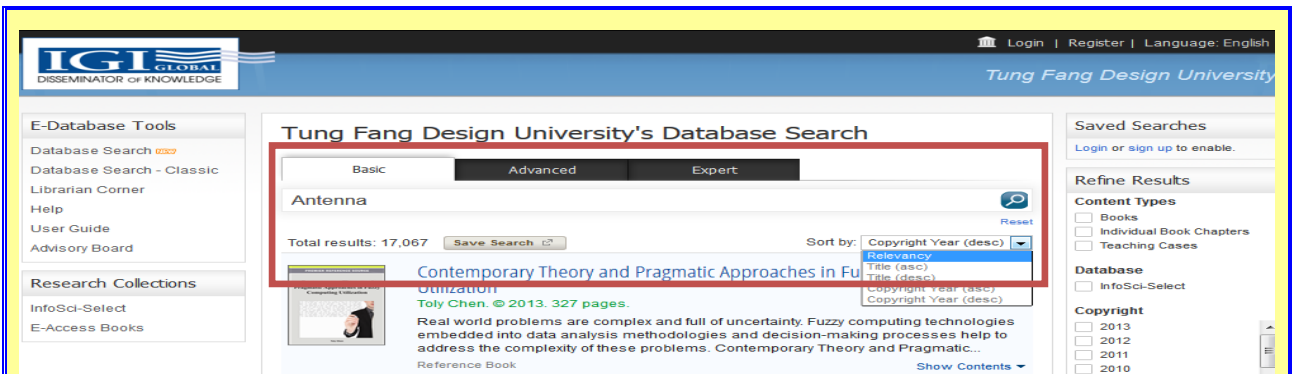 Login | Register | Language: English
IGI GLOBAL
DISSEMINATOR OF KNOWLEDGE
Tung Fang Design University
E-Database Tools
Database Search NEW
Database Search - Classic
Librarian Corner
Help
User Guide
Advisory Board
Research Collections
InfoSci-Select
E-Access Books
Tung Fang Design University's Database Search
Basic Advanced Expert
Antenna
Reset
Total results: 17,067 Save Search Sort by: Copyright Year (desc)
Relevancy
Title (asc)
Title (desc)
Copyright Year (asc)
Copyright Year (desc)
Contemporary Theory and Pragmatic Approaches in Fu
Utilization
Toly Chen. © 2013. 327 pages.
Real world problems are complex and full of uncertainty. Fuzzy computing technologies
embedded into data analysis methodologies and decision-making processes help to
address the complexity of these problems. Contemporary Theory and Pragmatic...
Reference Book Show Contents
Saved Searches
Login or sign up to enable.
Refine Results
Content Types
Books
Individual Book Chapters
Teaching Cases
Database
InfoSci-Select
Copyright
2013
2012
2011
2010